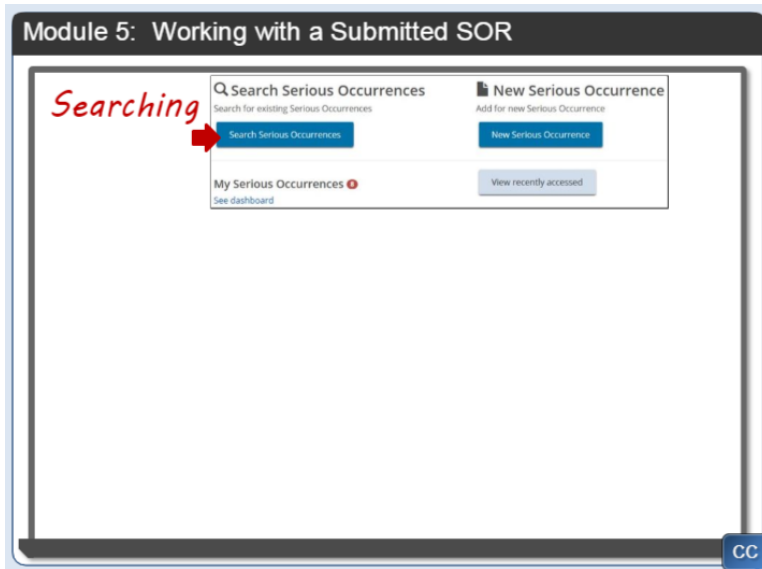 Module 5:  Working with a Submitted SOR
Searching
Search Serious Occurrences
Search for existing Serious Occurrences
Search Serious Occurrences
New Serious Occurrence
Add for new Serious Occurrence
New Serious Occurrence
My Serious Occurrences
See dashboard
View recently accessed
CC